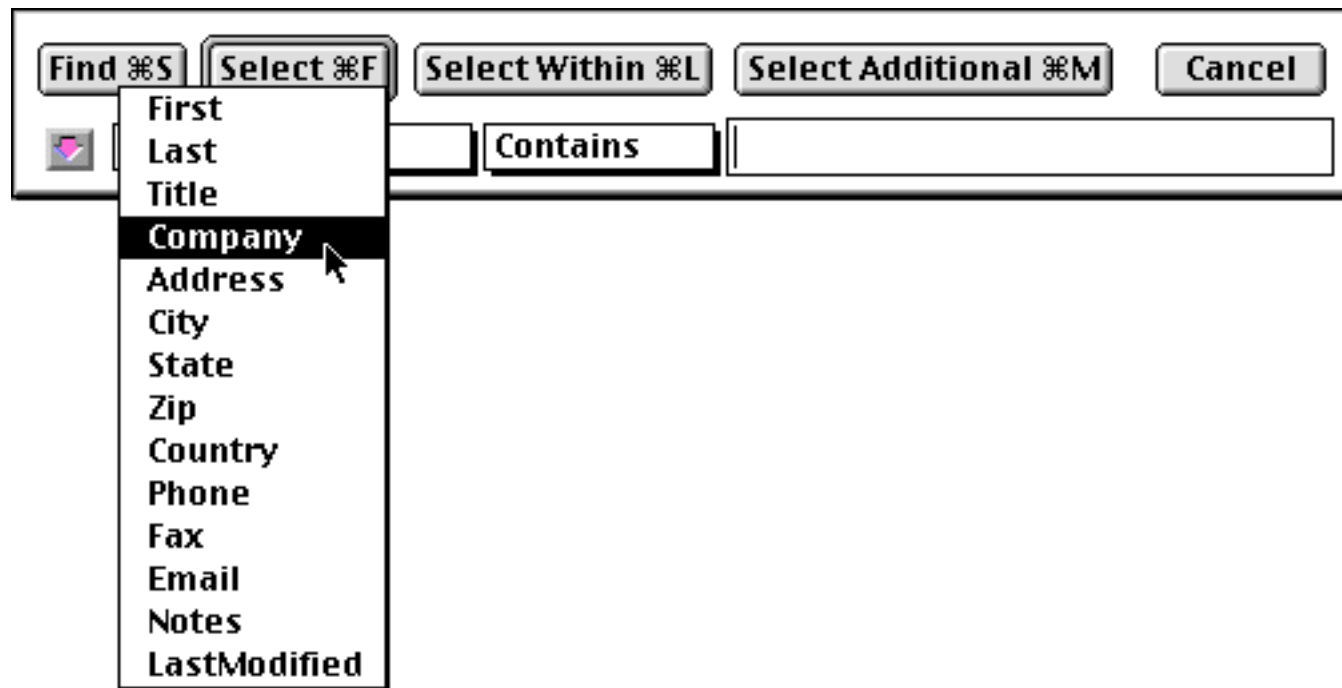 Find ⌘S Select ⌘F Select Within ⌘L Select Additional ⌘M Cancel
First
Last
Contains
Title
Company
Address
City
State
Zip
Country
Phone
Fax
Email
Notes
LastModified